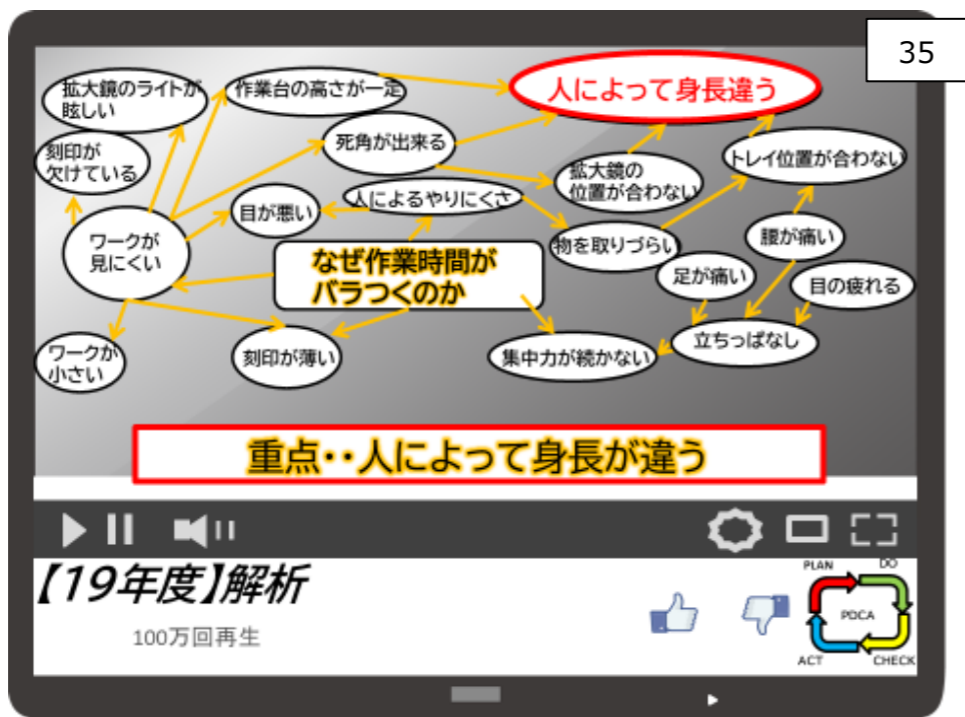 35
拡大鏡のライトが
眩しい
作業台の高さが一定
人によって身長違う
刻印が
欠けている
死角が出来る
拡大鏡の
位置が合わない
トレイ位置が合わない
目が悪い
人によるやりにくさ
ワークが
見にくい
物を取りづらい
腰が痛い
なぜ作業時間が
バラつくのか
足が痛い
目の疲れる
ワークが
小さい
刻印が薄い
集中力が続かない
立ちっぱなし
重点・・人によって身長が違う
【19年度】解析
100万回再生
PLAN
DO
PDCA
ACT
CHECK